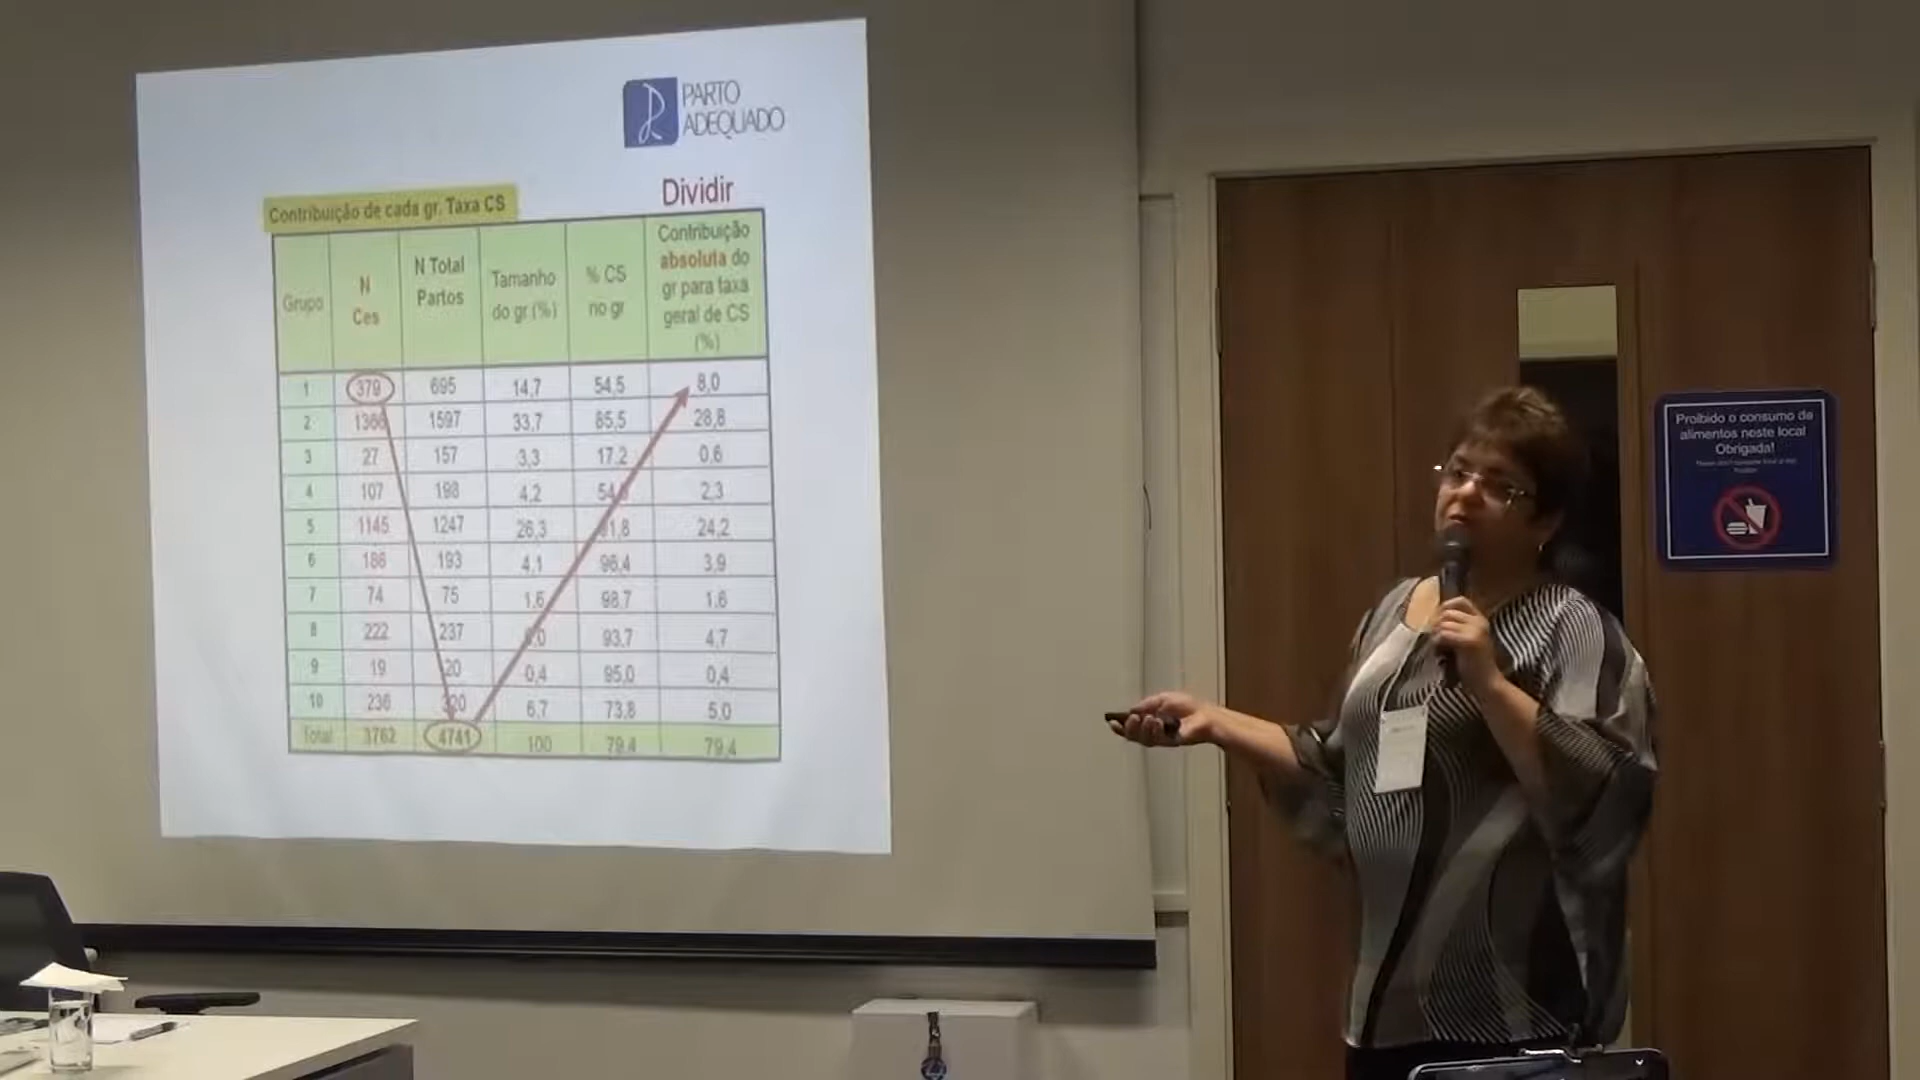 PARTO
ADEQUADO
Dividir
Contribuição de cada gr. Taxa CS
Grupo
N
Ces
N Total
Partos
Tamanho
do gr (%)
% CS
no gr
Contribuição
absoluta do
gr para taxa
geral de CS
(%)
1 379 695 14,7 54,5 8,0
2 1366 1597 33,7 85,5 28,8
3 27 157 3,3 17,2 0,6
4 107 198 4,2 2,3
5 1145 1247 26,3 91,8 24,2
6 186 193 4,1 96,4 3,9
7 74 75 1,6 98,7 1,6
8 222 237 93,7 4,7
9 19 20 0,4 95,0 0,4
10 236 320 6,7 73,8 5,0
Total 3762 4741 100 79,4 79,4
Proibido o consumo de
alimentos neste local
Obrigada!